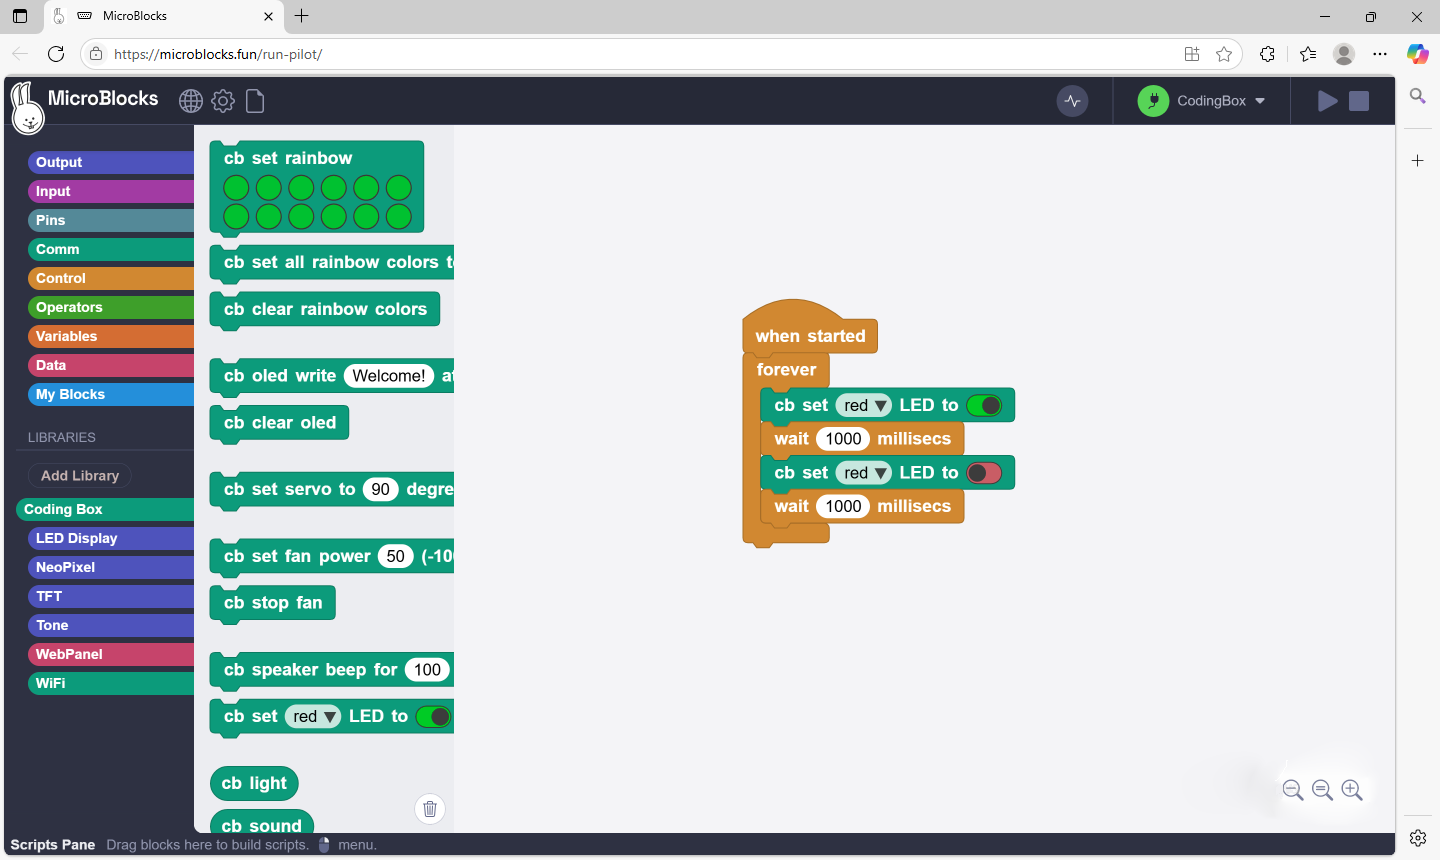 MicroBlocks
https://microblocks.fun/run-pilot/
MicroBlocks
CodingBox
Output
Input
Pins
Comm
Control
Operators
Variables
Data
My Blocks
LIBRARIES
Add Library
Coding Box
LED Display
NeoPixel
TFT
Tone
WebPanel
WiFi
cb set rainbow
cb set all rainbow colors t
cb clear rainbow colors
cb oled write Welcome! at
cb clear oled
cb set servo to 90 degre
cb set fan power 50 (-100
cb stop fan
cb speaker beep for 100
cb set red LED to
cb light
cb sound
when started
forever
cb set red LED to
wait 1000 millisecs
cb set red LED to
wait 1000 millisecs
Scripts Pane Drag blocks here to build scripts. menu.